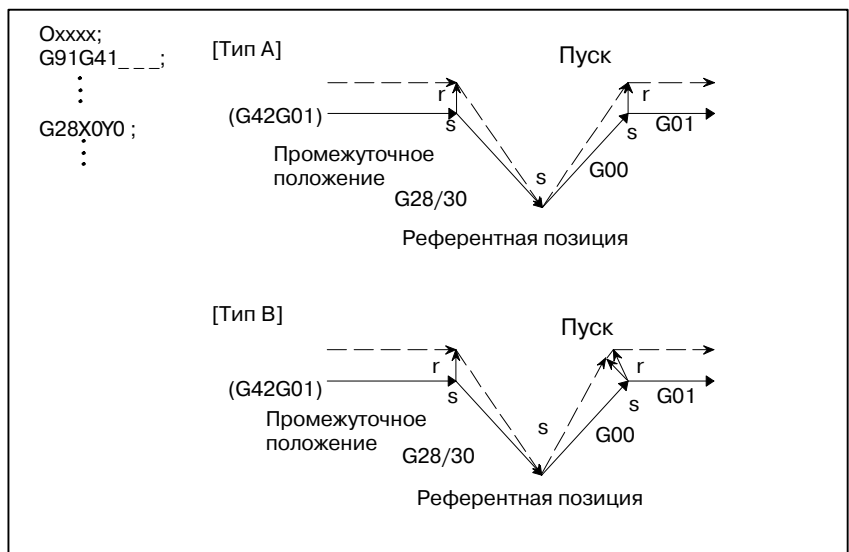 Oxxxx;
G91G41_ _ _;
G28X0Y0 ;
[Тип A]
Пуск
r
r
(G42G01)
s
s
G01
Промежуточное
положение
s
G00
G28/30
Референтная позиция
[Тип B]
Пуск
r
r
(G42G01)
s
s
G01
Промежуточное
положение
s
G00
G28/30
Референтная позиция